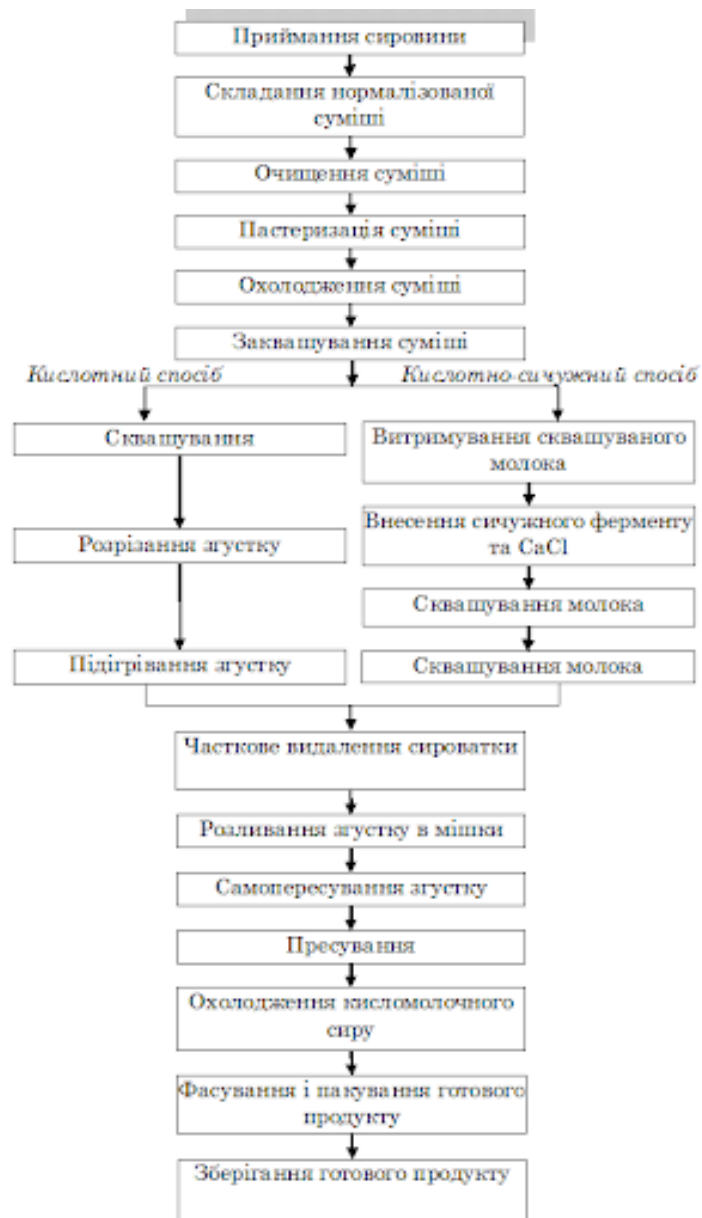 Приймання сировини
Складання нормалізованої
суміші
Очищення суміші
Пастеризація суміші
Охолодження суміші
Заквашування суміші
Кислотний спосіб
Кислотно-сичужний спосіб
Сквашування
Розрізання згустку
Підігрівання згустку
Витримування сквашуваного
молока
Внесення сичужного ферменту
та CaCl
Сквашування молока
Сквашування молока
Часткове видалення сироватки
Розливання згустку в мішки
Самопересування згустку
Пресування
Охолодження кисломолочного
сиру
Фасування і пакування готового
продукту
Зберігання готового продукту